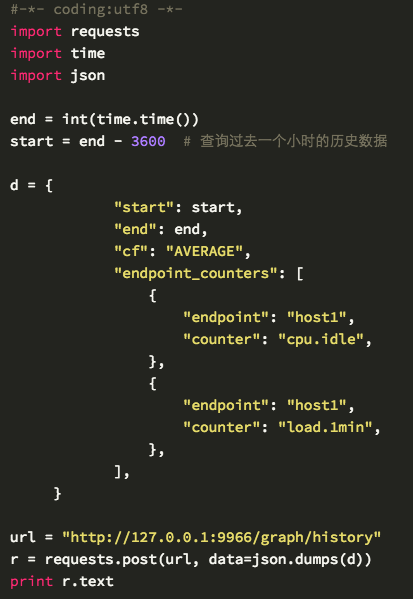 #-*- coding:utf8 -*-
import requests
import time
import json
end = int(time.time())
start = end - 3600  # 查询过去一个小时的历史数据
d = {
"start": start,
"end": end,
"cf": "AVERAGE",
"endpoint_counters": [
{
"endpoint": "host1",
"counter": "cpu.idle",
},
{
"endpoint": "host1",
"counter": "load.1min",
},
],
}
url = "http://127.0.0.1:9966/graph/history"
r = requests.post(url, data=json.dumps(d))
print r.text